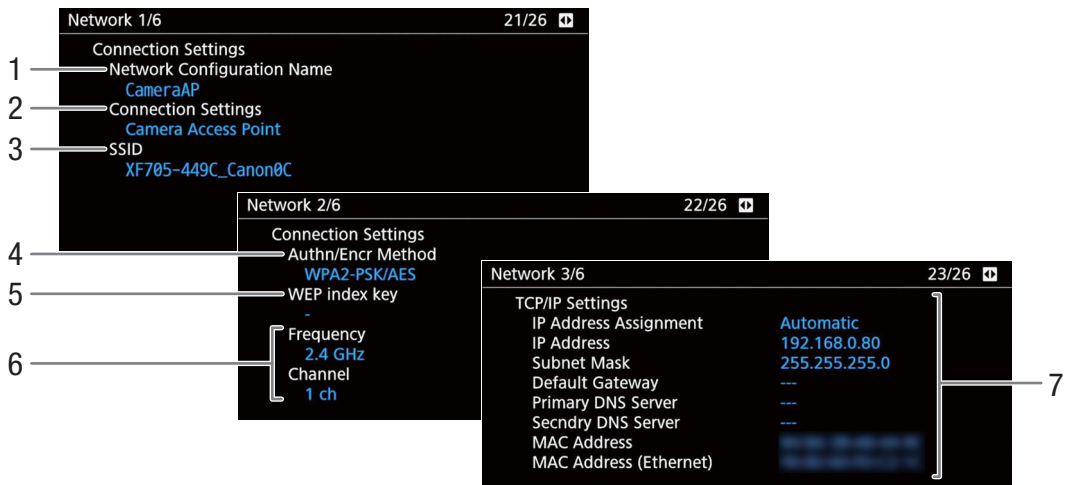 Network 1/6 21/26
Connection Settings
1 Network Configuration Name
CameraAP
2 Connection Settings
Camera Access Point
3 SSID
XF705-449C_Canon0C
Network 2/6 22/26
Connection Settings
4 Authn/Encr Method
WPA2-PSK/AES
5 WEP index key
-
6
Frequency
2.4 GHz
Channel
1 ch
Network 3/6 23/26
TCP/IP Settings
IP Address Assignment Automatic
IP Address 192.168.0.80
Subnet Mask 255.255.255.0
Default Gateway ---
Primary DNS Server ---
Secndry DNS Server ---
MAC Address
MAC Address (Ethernet)
7